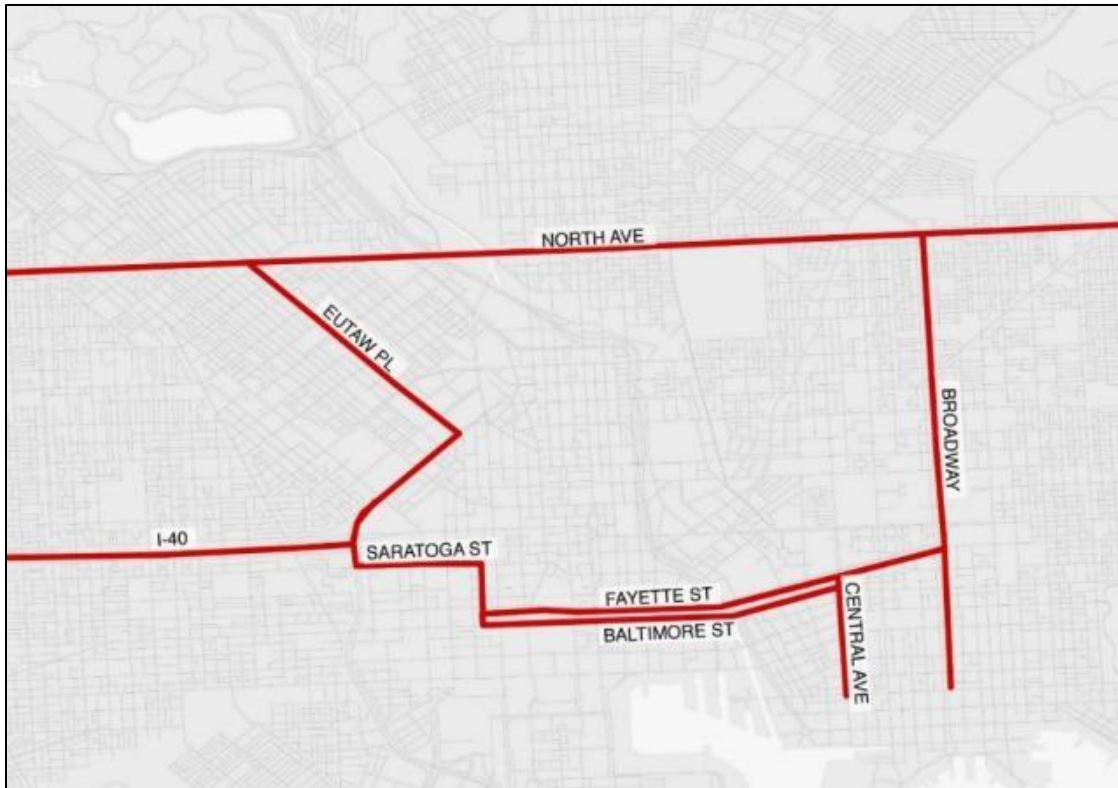 NORTH AVE
EUTAW PL
BROADWAY
I-40
SARATOGA ST
FAYETTE ST
BALTIMORE ST
CENTRAL AVE